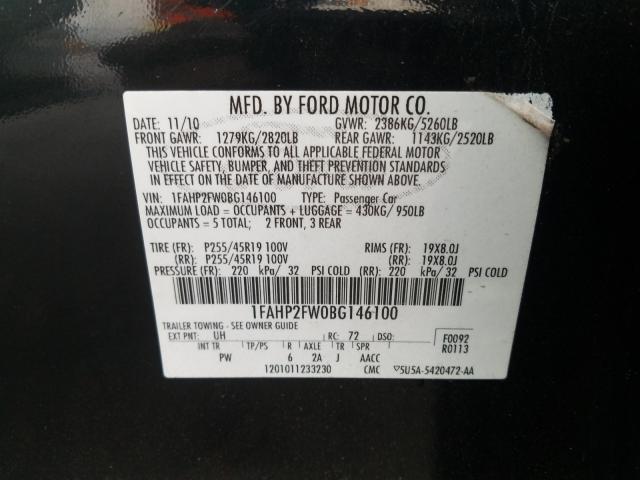 MFD. BY FORD MOTOR CO.
DATE: 11/10 GVWR: 2386KG/5260LB
FRONT GAWR: 1279KG/2820LB REAR GAWR: 1143KG/2520LB
THIS VEHICLE CONFORMS TO ALL APPLICABLE FEDERAL MOTOR
VEHICLE SAFETY, BUMPER, AND THEFT PREVENTION STANDARDS
IN EFFECT ON THE DATE OF MANUFACTURE SHOWN ABOVE.
VIN: 1FAHP2FW0BG146100 TYPE: Passenger Car
MAXIMUM LOAD = OCCUPANTS + LUGGAGE = 430KG/ 950LB
OCCUPANTS = 5 TOTAL; 2 FRONT, 3 REAR
TIRE (FR): P255/45R19 100V RIMS (FR): 19X8.0J
(RR): P255/45R19 100V (RR): 19X8.0J
PRESSURE (FR): 220 kPa/ 32 PSI COLD (RR): 220 kPa/ 32 PSI COLD
1FAHP2FW0BG146100
TRAILER TOWING - SEE OWNER GUIDE
EXT PNT: UH RC: 72 DSO: F0092
INT TR TP/PS R AXLE TR SPR R0113
PW 6 2A J AACC
1201011233230 CMC 5U5A-5420472-AA